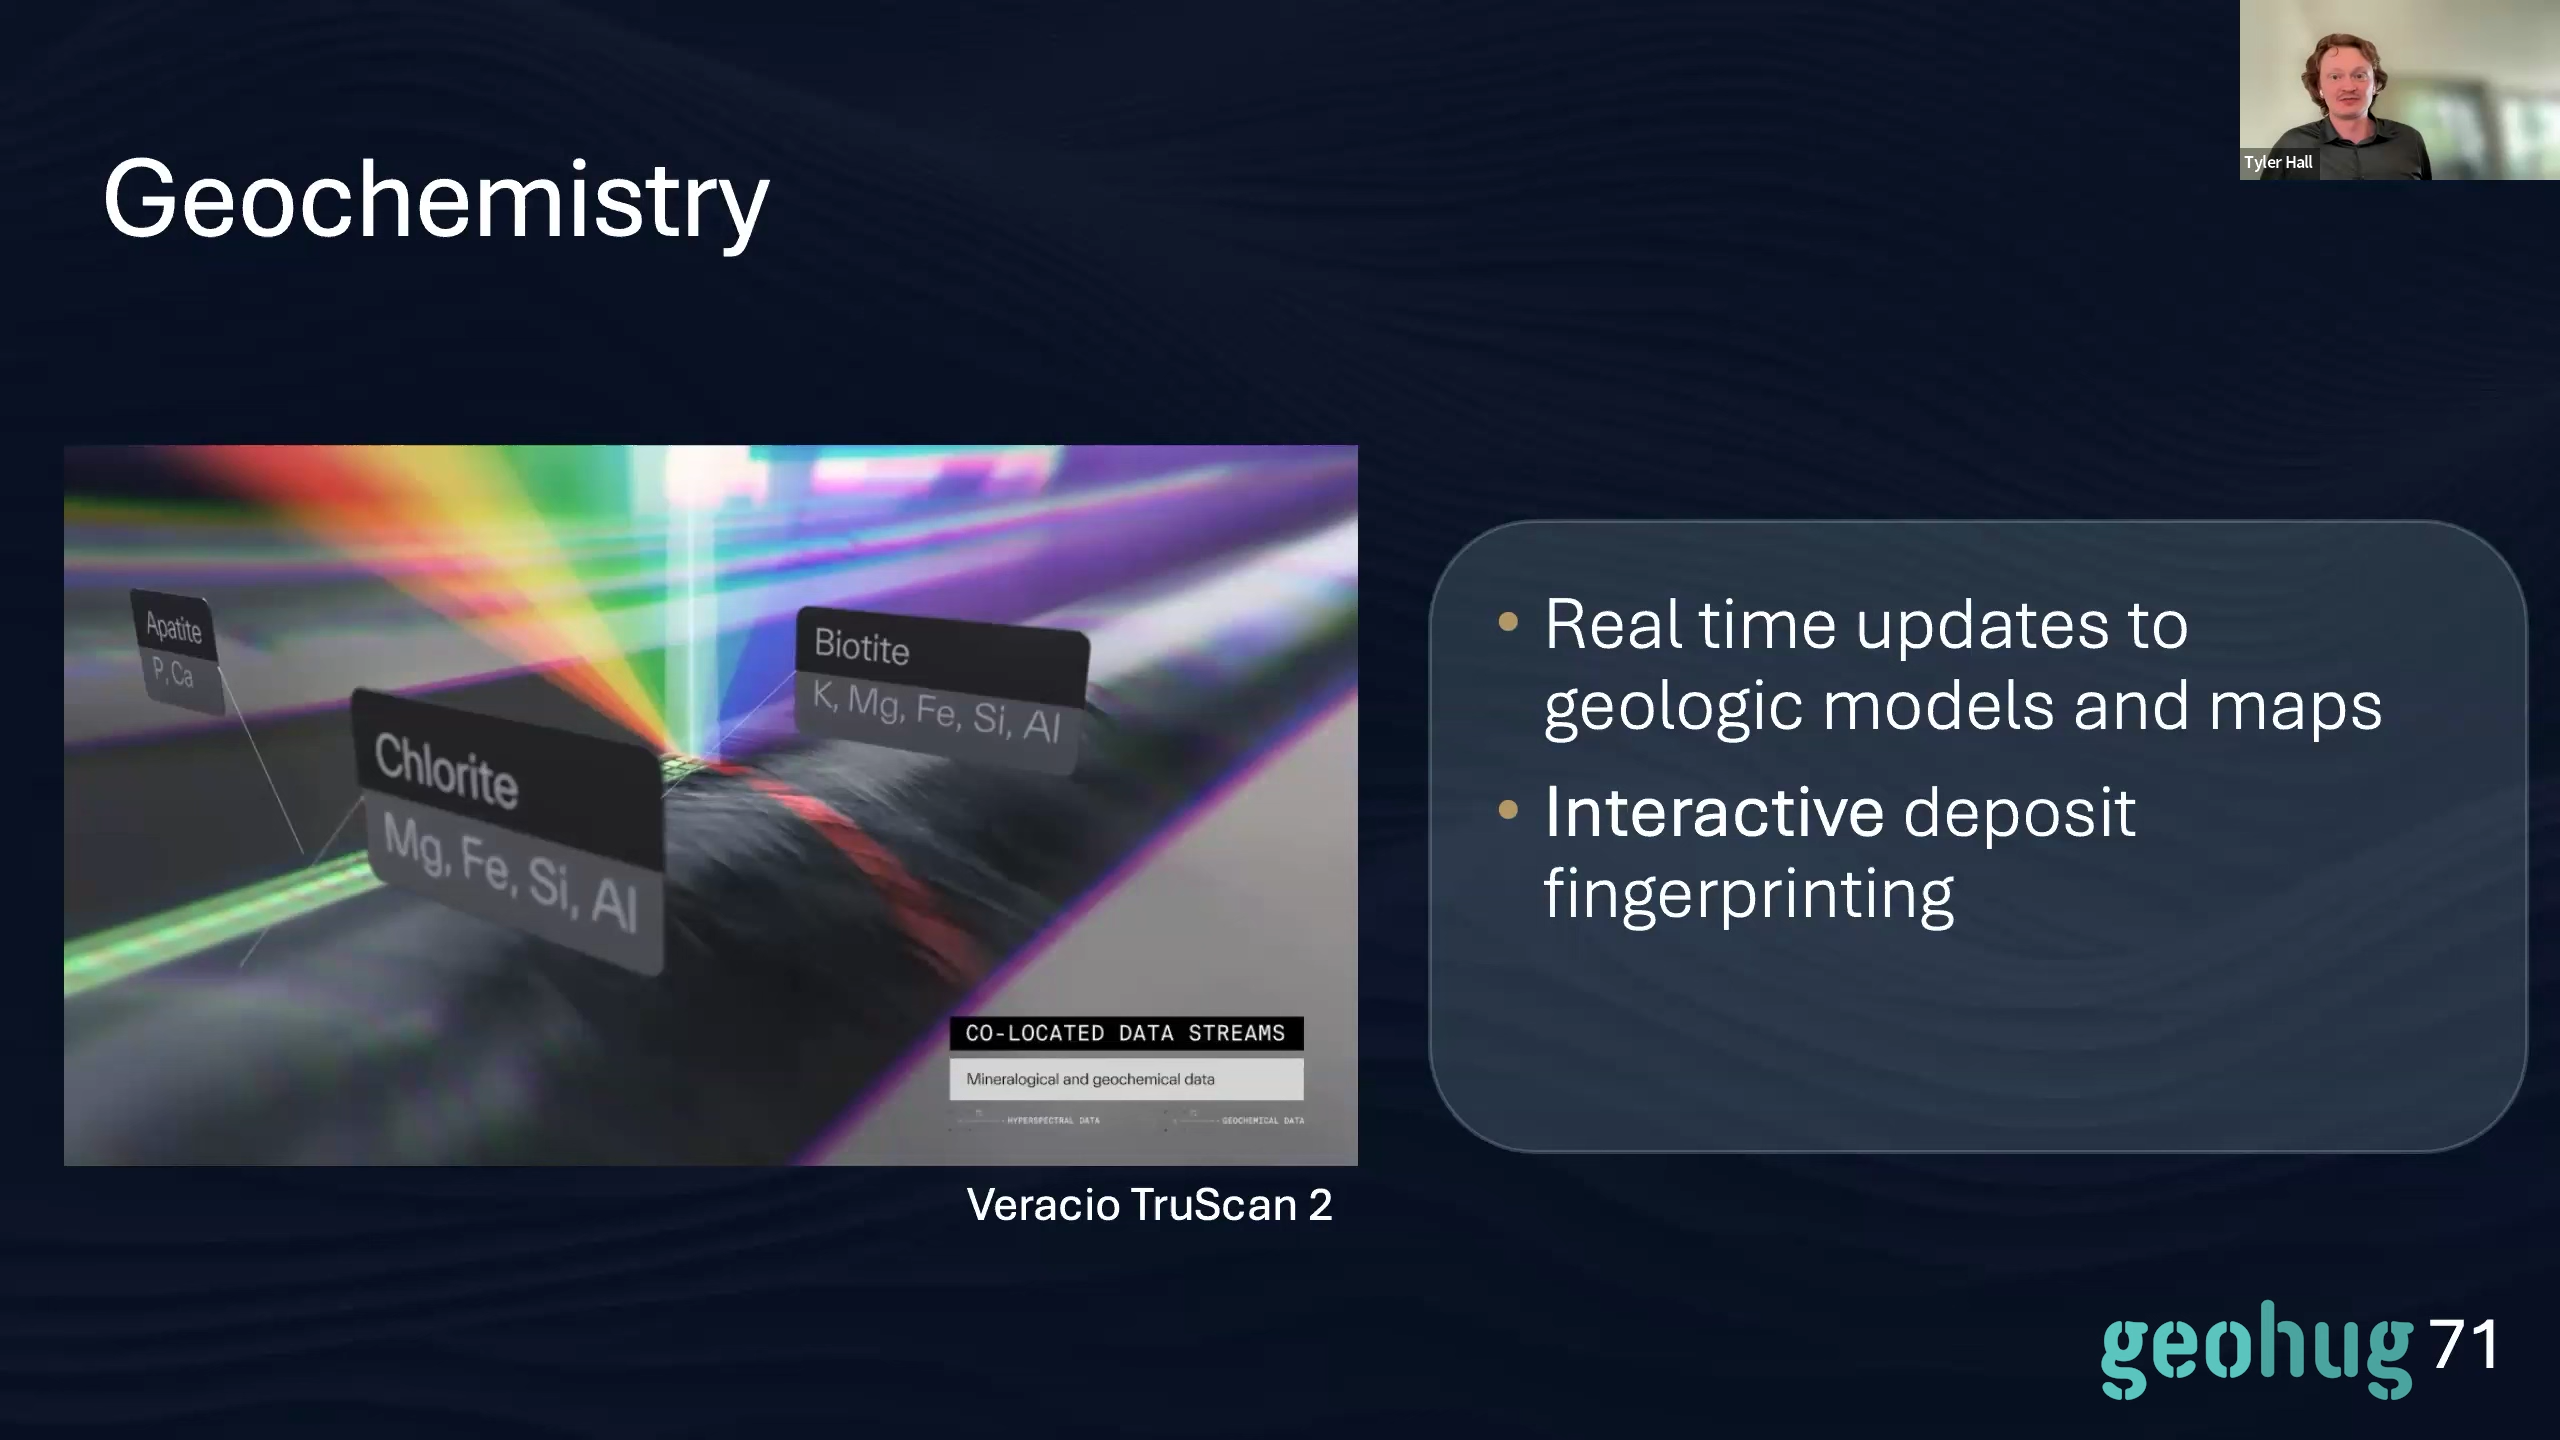 Tyler Hall
Geochemistry
Apatite
P, Ca
Chlorite
Mg, Fe, Si, Al
Biotite
K, Mg, Fe, Si, Al
CO-LOCATED DATA STREAMS
Mineralogical and geochemical data
HYPERSPECTRAL DATA
GEOCHEMICAL DATA
Veracio TruScan 2
• Real time updates to
geologic models and maps
• Interactive deposit
fingerprinting
geohug 71